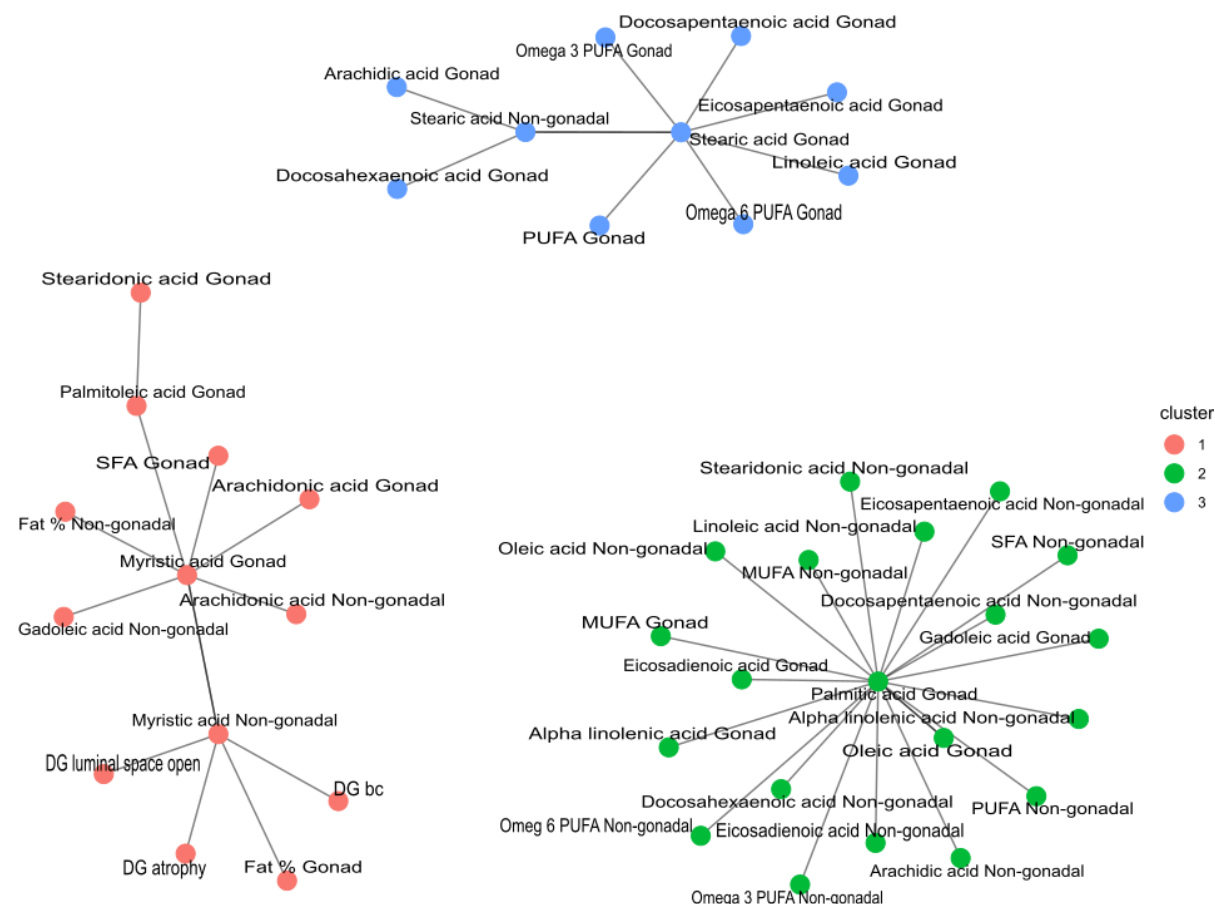 Docosapentaenoic acid Gonad
Omega 3 PUFA Gonad
Arachidic acid Gonad
Eicosapentaenoic acid Gonad
Stearic acid Non-gonadal
Stearic acid Gonad
Linoleic acid Gonad
Docosahexaenoic acid Gonad
Omega 6 PUFA Gonad
PUFA Gonad
Stearidonic acid Gonad
Palmitoleic acid Gonad
SFA Gonad
Arachidonic acid Gonad
Fat % Non-gonadal
Myristic acid Gonad
Arachidonic acid Non-gonadal
Gadoleic acid Non-gonadal
Myristic acid Non-gonadal
DG luminal space open
DG bc
DG atrophy
Fat % Gonad
cluster
1
2
3
Stearidonic acid Non-gonadal
Eicosapentaenoic acid Non-gonadal
Linoleic acid Non-gonadal
SFA Non-gonadal
Oleic acid Non-gonadal
MUFA Non-gonadal
Docosapentaenoic acid Non-gonadal
MUFA Gonad
Gadoleic acid Gonad
Eicosadienoic acid Gonad
Palmitic acid Gonad
Alpha linolenic acid Non-gonadal
Alpha linolenic acid Gonad
Oleic acid Gonad
Docosahexaenoic acid Non-gonadal
PUFA Non-gonadal
Omeg 6 PUFA Non-gonadal
Eicosadienoic acid Non-gonadal
Arachidic acid Non-gonadal
Omega 3 PUFA Non-gonadal